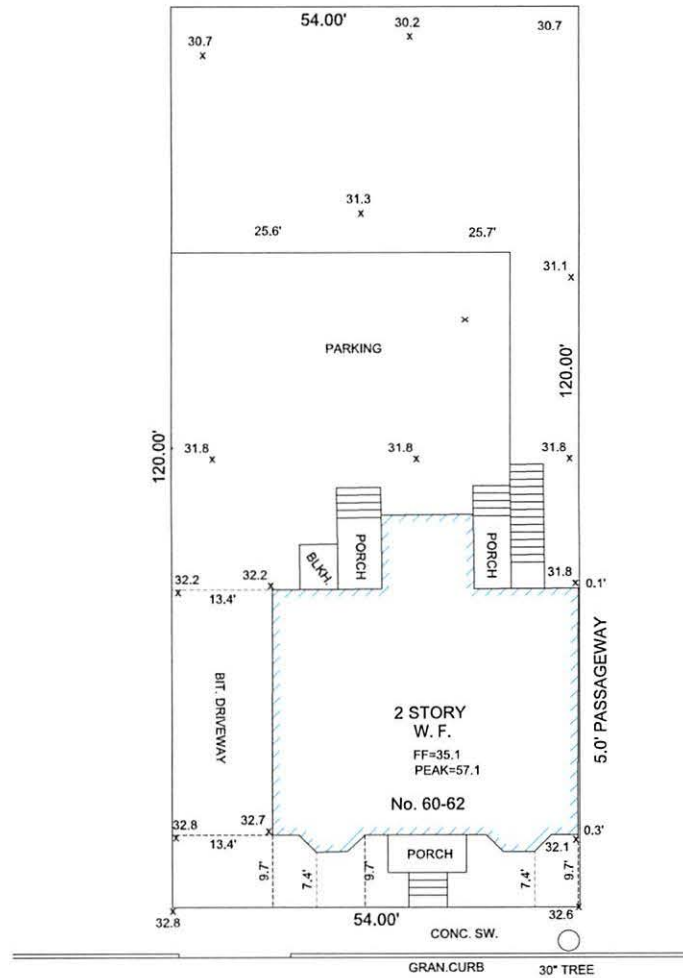 54.00'
30.2
30.7
30.7
x
x
31.3
x
25.6'
25.7'
31.1
x
x
PARKING
120.00'
120.00'
31.8
x
31.8
x
31.8
x
BLKH.
PORCH
PORCH
31.8
x
0.1'
32.2
x
13.4'
32.2
x
BIT. DRIVEWAY
5.0' PASSAGEWAY
2 STORY
W. F.
FF=35.1
PEAK=57.1
No. 60-62
32.8
x
13.4'
32.7
x
0.3'
32.1
x
PORCH
9.7'
7.4'
9.7'
7.4'
9.7'
x
32.8
54.00'
x
32.6
CONC. SW.
GRAN.CURB
30" TREE